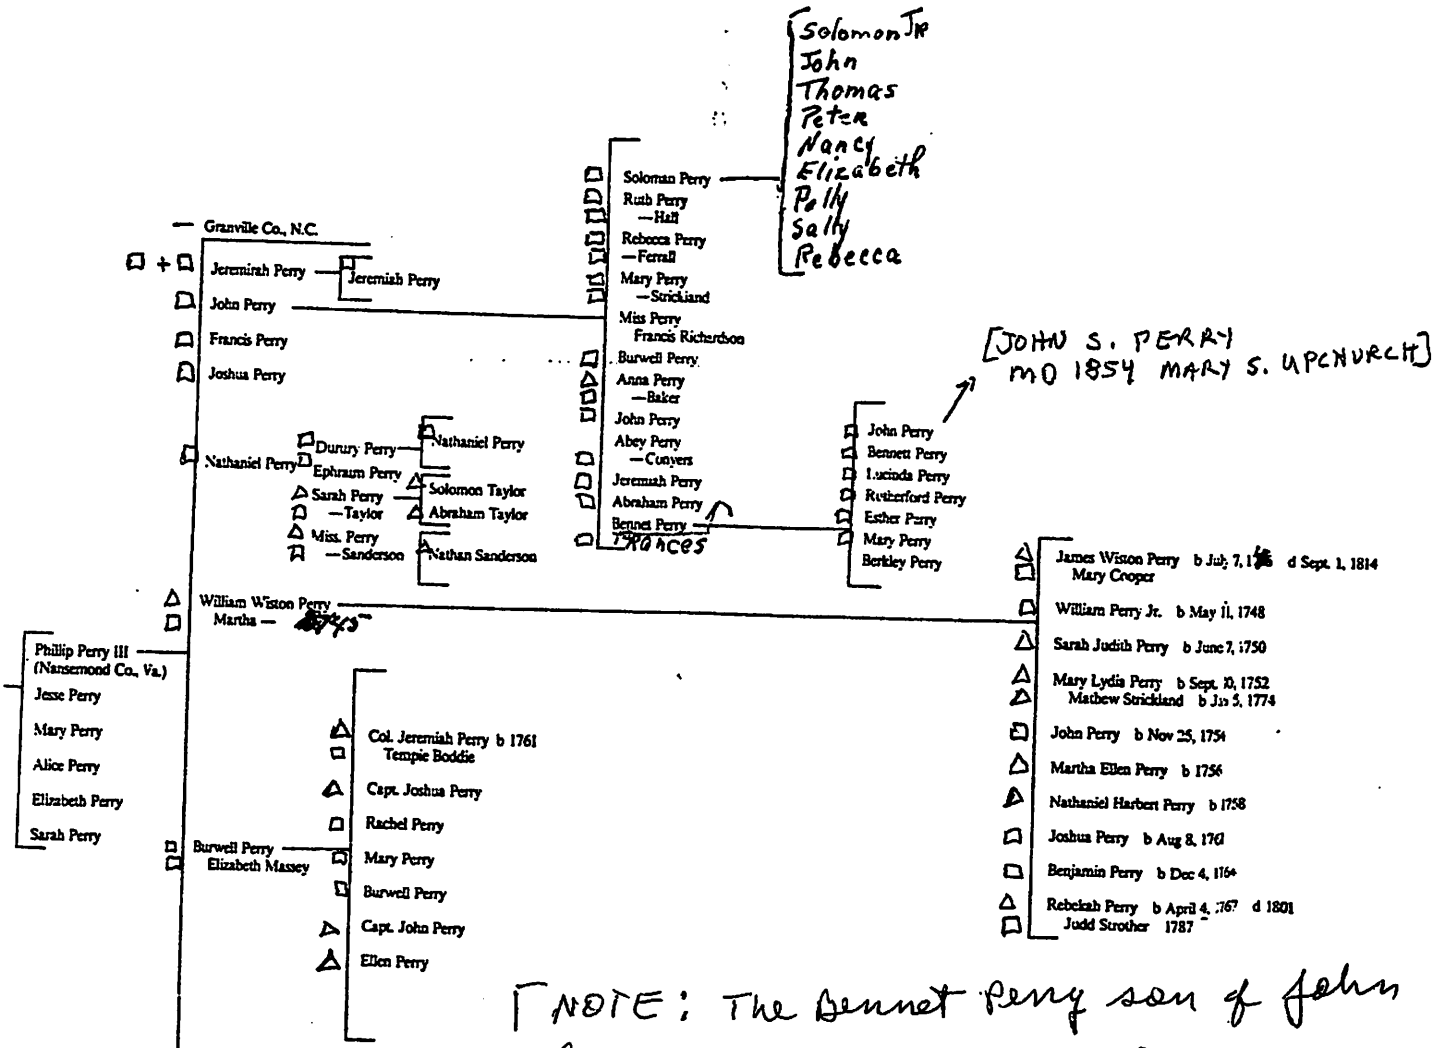 Solomon JR
John
Thomas
Peter
Nancy
Elizabeth
Polly
Sally
Rebecca
Soloman Perry
Ruth Perry
—Hall
Rebecca Perry
—Ferrall
Mary Perry
—Strickland
Miss Perry
Francis Richardson
Burwell Perry
Anna Perry
—Baker
John Perry
Abey Perry
—Cunyers
Jeremiah Perry
Abraham Perry
Bennet Perry
Frances
— Granville Co., N.C.
Jeremirah Perry
Jeremiah Perry
John Perry
Francis Perry
Joshua Perry
Nathaniel Perry
Durury Perry
Nathaniel Perry
Ephraim Perry
Sarah Perry
—Taylor
Solomon Taylor
Abraham Taylor
Miss. Perry
—Sanderson
Nathan Sanderson
William Wiston Perry
Martha —
[JOHN S. PERRY
MD 1854 MARY S. UPCHURCH]
John Perry
Bennett Perry
Lucinda Perry
Rutherford Perry
Esther Perry
Mary Perry
Berkley Perry
James Wiston Perry b July 7, d Sept. 1, 1814
Mary Cooper
William Perry Jr. b May 11, 1748
Sarah Judith Perry b June 7, 1750
Mary Lydia Perry b Sept. 10, 1752
Mathew Strickland b Jan 5, 1774
John Perry b Nov 25, 1754
Martha Ellen Perry b 1756
Nathaniel Harbert Perry b 1758
Joshua Perry b Aug 8,
Benjamin Perry b Dec 4, 1764
Rebekah Perry b April 4, 1767 d 1801
Judd Strother 1787
Phillip Perry III
(Nansemond Co., Va.)
Jesse Perry
Mary Perry
Alice Perry
Elizabeth Perry
Sarah Perry
Burwell Perry
Elizabeth Massey
Col. Jeremiah Perry b 1761
Tempie Boddie
Capt. Joshua Perry
Rachel Perry
Mary Perry
Burwell Perry
Capt. John Perry
Ellen Perry
NOTE: The Bennet Perry son of John